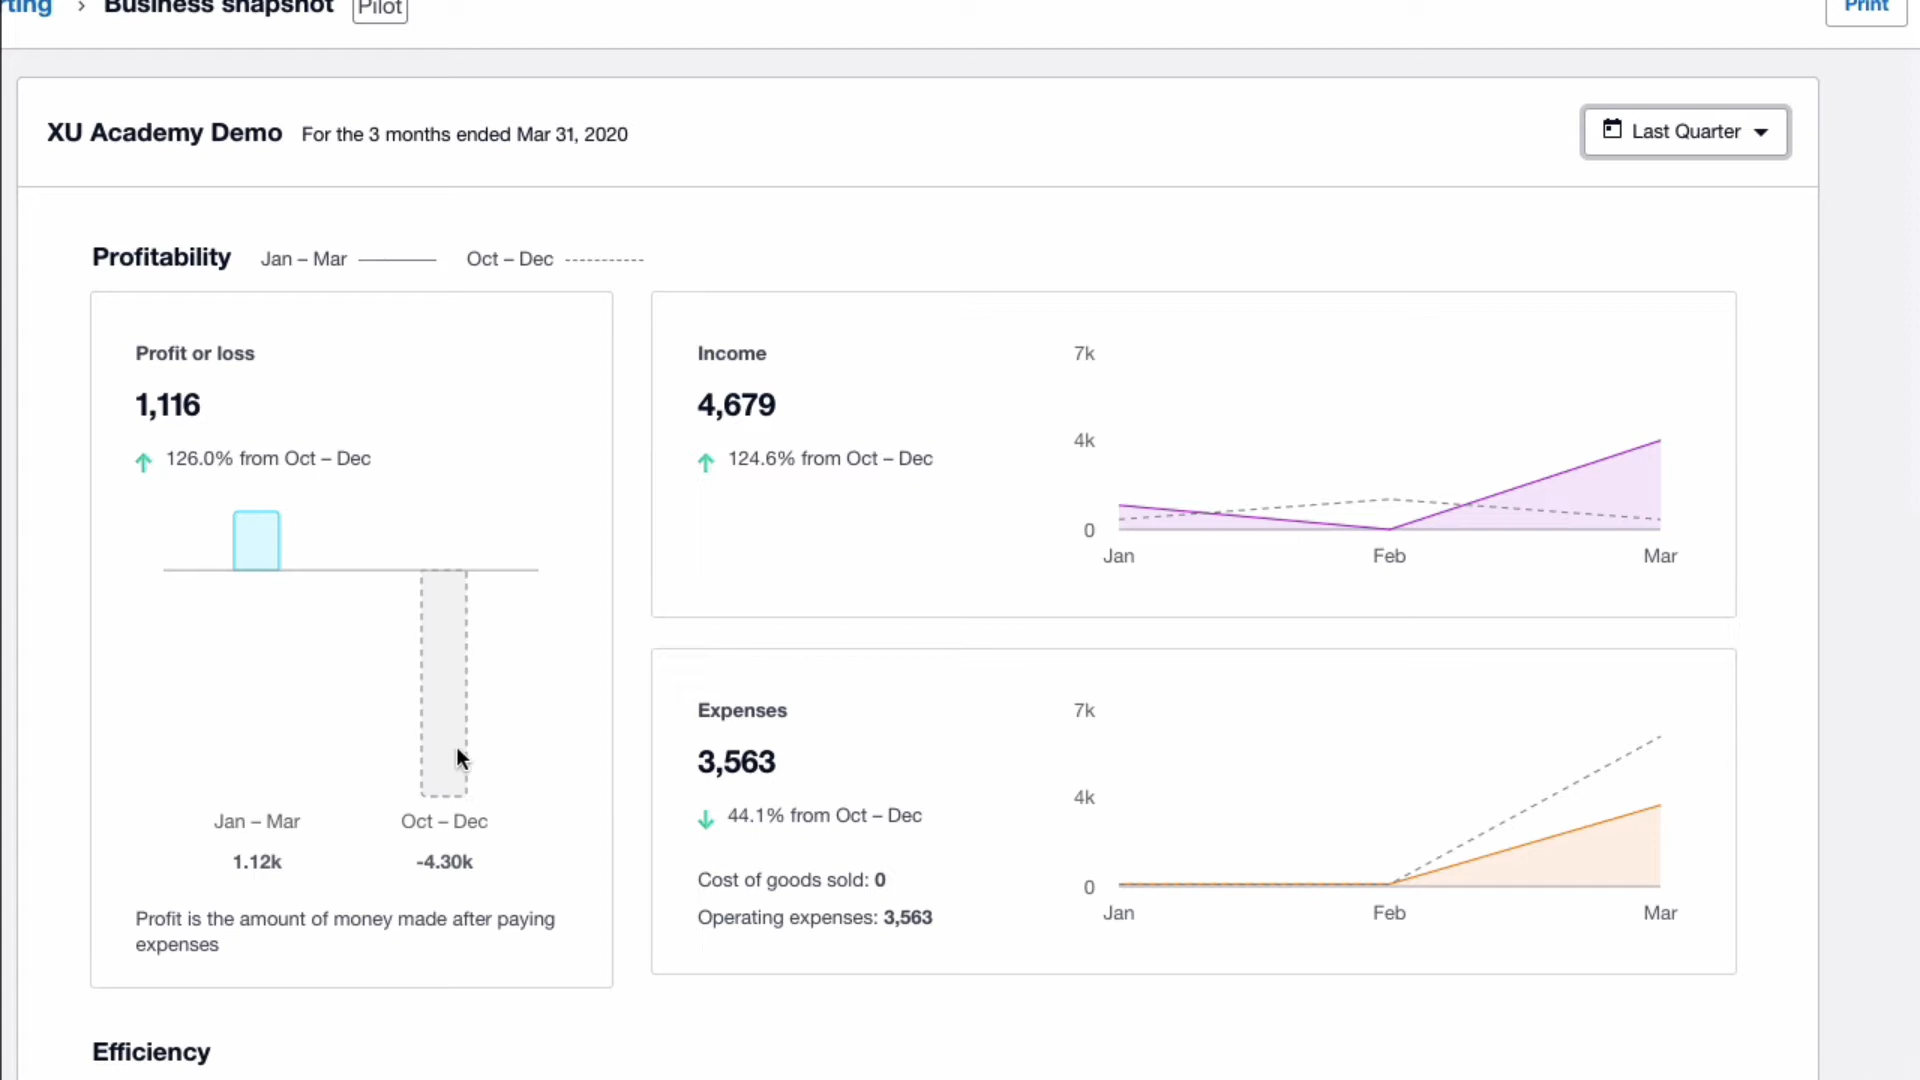 ting › Business snapshot Pilot Print
XU Academy Demo For the 3 months ended Mar 31, 2020 Last Quarter
Profitability Jan – Mar Oct – Dec
Profit or loss
1,116
126.0% from Oct – Dec
Jan – Mar Oct – Dec
1.12k -4.30k
Profit is the amount of money made after paying
expenses
Income
4,679
124.6% from Oct – Dec
7k
4k
0
Jan Feb Mar
Expenses
3,563
44.1% from Oct – Dec
Cost of goods sold: 0
Operating expenses: 3,563
7k
4k
0
Jan Feb Mar
Efficiency